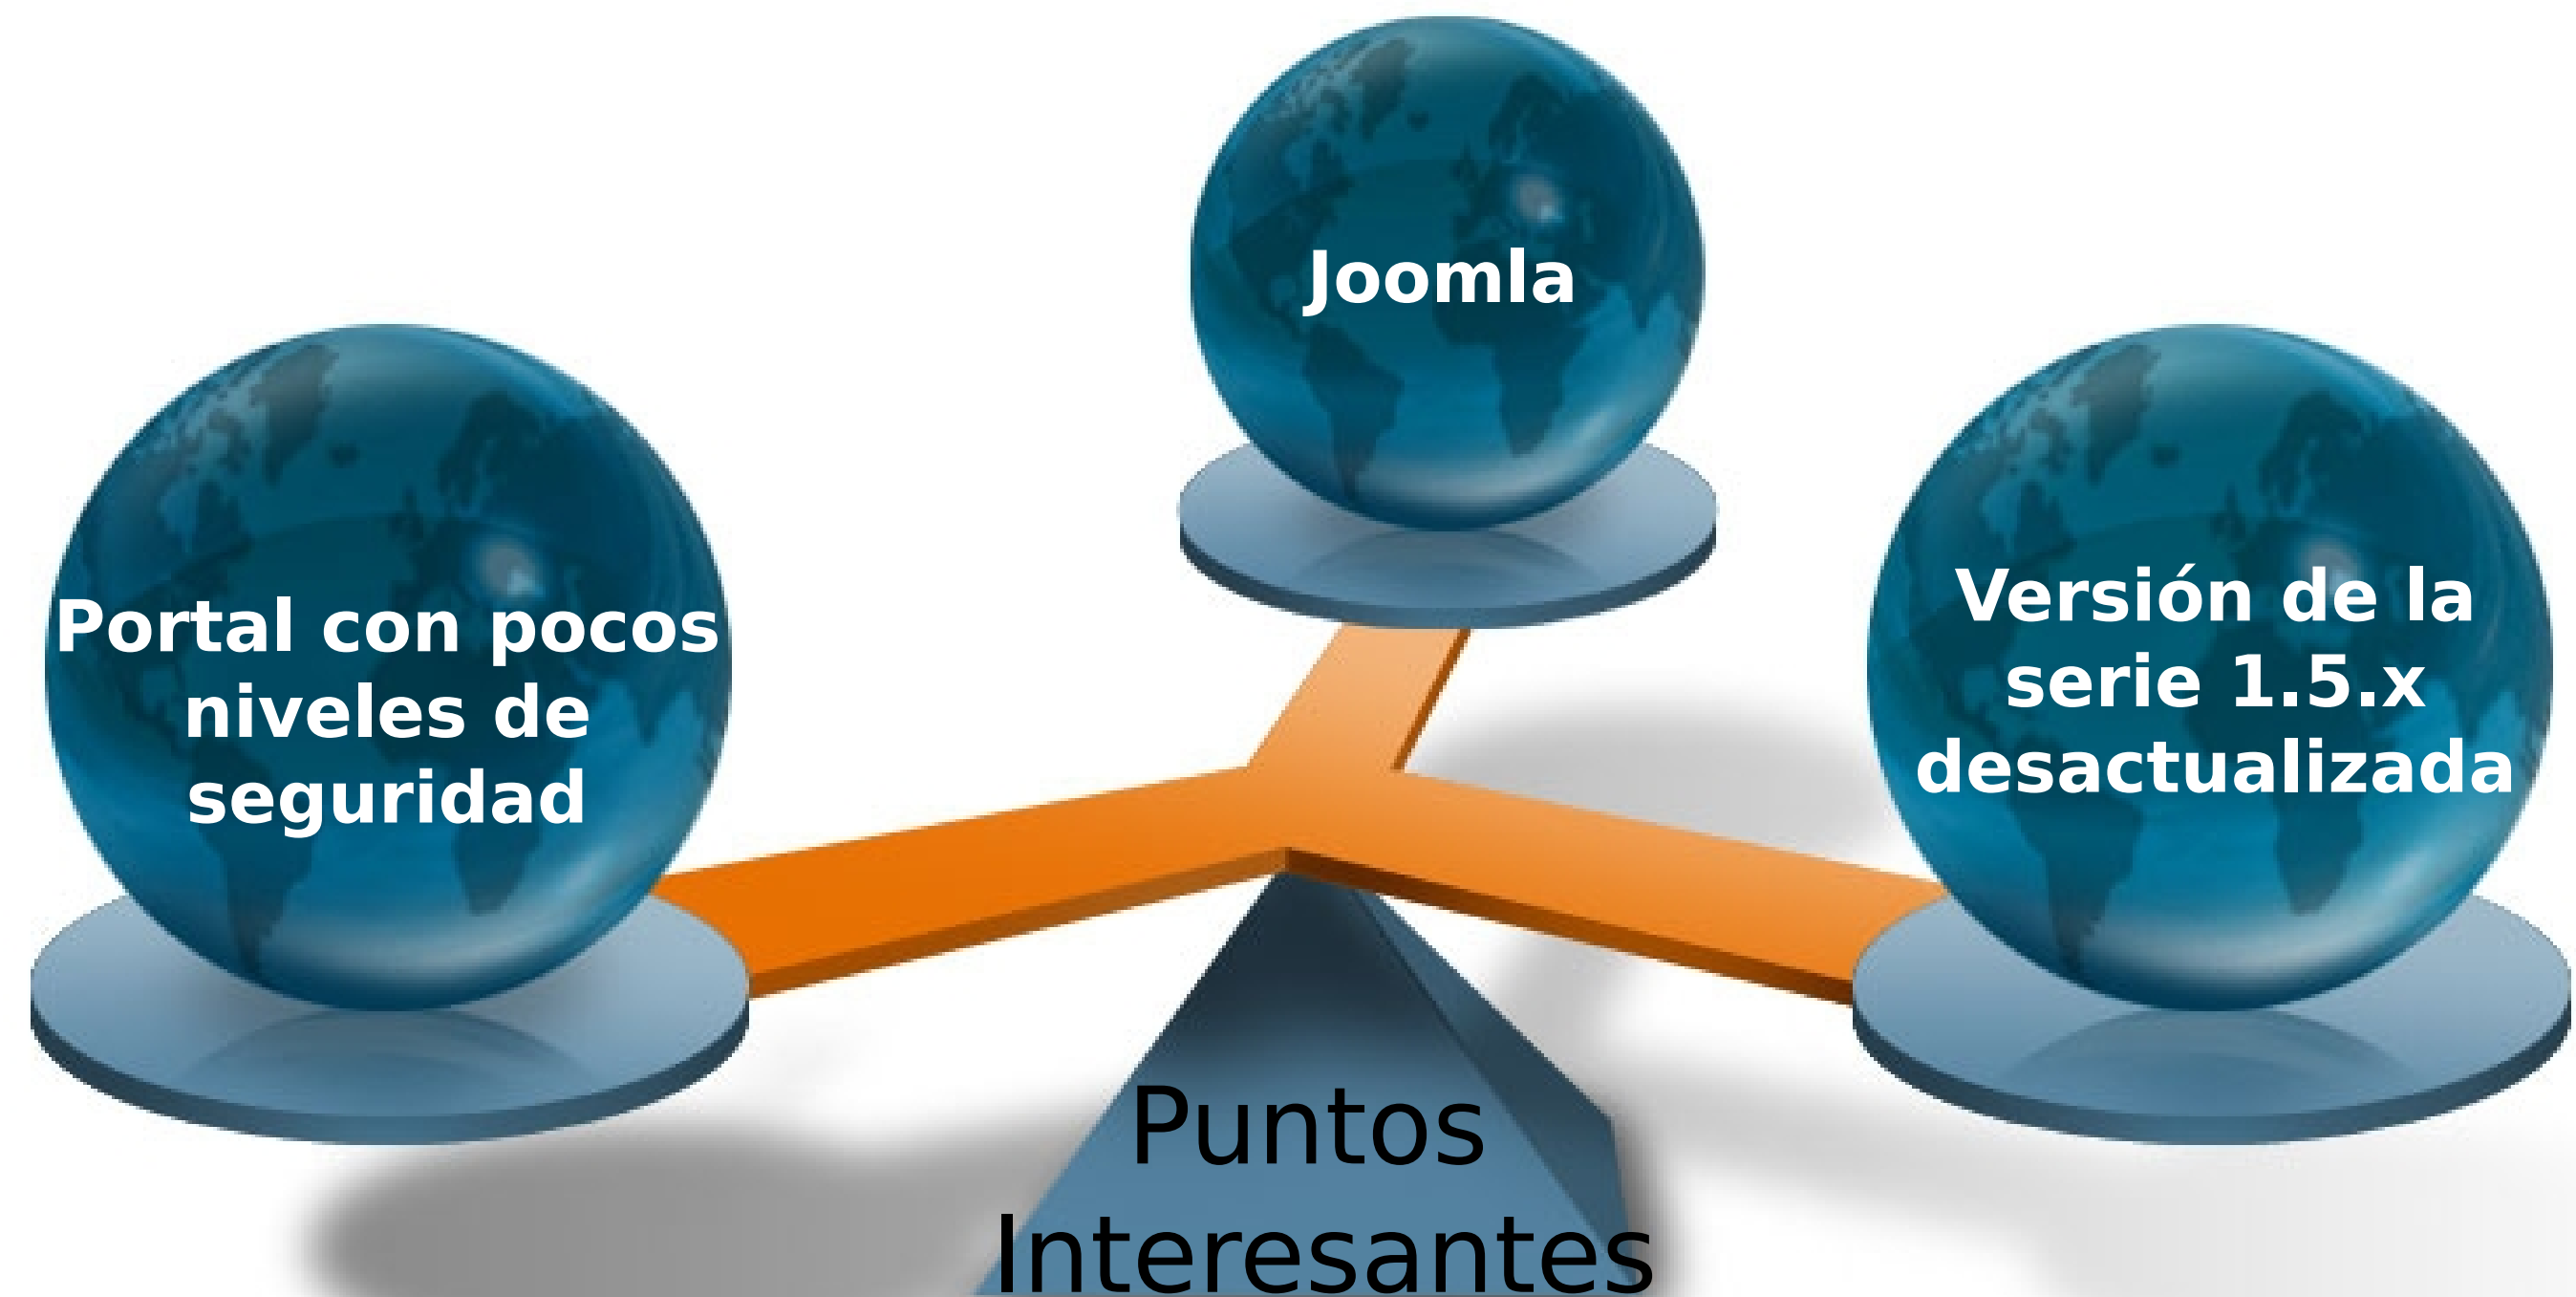 Joomla
Portal con pocos
niveles de
seguridad
Versión de la
serie 1.5.x
desactualizada
Puntos
Interesantes